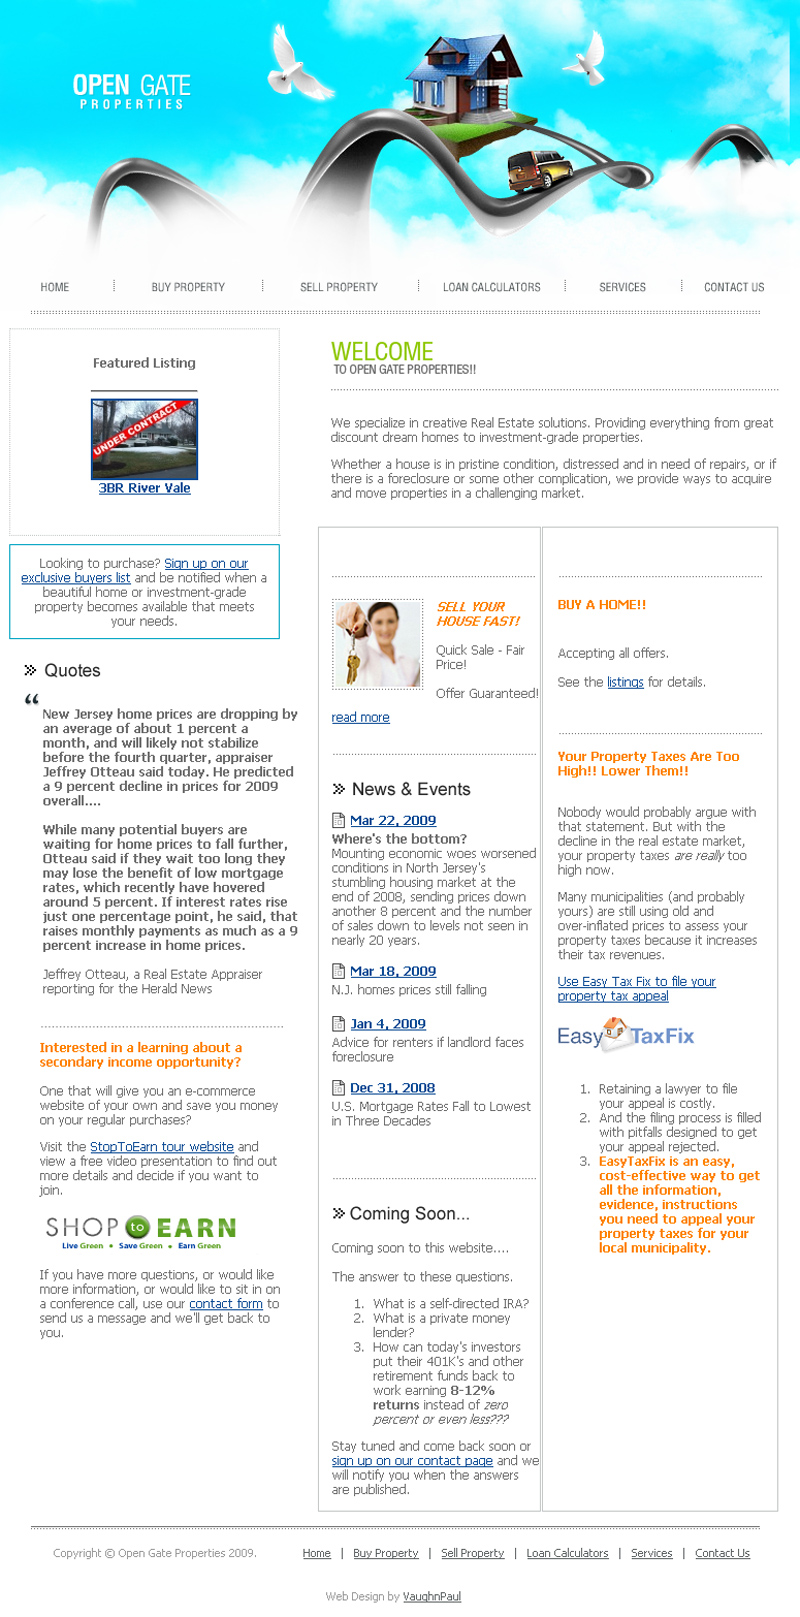 OPEN GATE
PROPERTIES
HOME
BUY PROPERTY
SELL PROPERTY
LOAN CALCULATORS
SERVICES
CONTACT US
Featured Listing
UNDER CONTRACT
3BR River Vale
Looking to purchase? Sign up on our
exclusive buyers list and be notified when a
beautiful home or investment-grade
property becomes available that meets
your needs.
Quotes
“
New Jersey home prices are dropping by
an average of about 1 percent a
month, and will likely not stabilize
before the fourth quarter, appraiser
Jeffrey Otteau said today. He predicted
a 9 percent decline in prices for 2009
overall....
While many potential buyers are
waiting for home prices to fall further,
Otteau said if they wait too long they
may lose the benefit of low mortgage
rates, which recently have hovered
around 5 percent. If interest rates rise
just one percentage point, he said, that
raises monthly payments as much as a 9
percent increase in home prices.
Jeffrey Otteau, a Real Estate Appraiser
reporting for the Herald News
Interested in a learning about a
secondary income opportunity?
One that will give you an e-commerce
website of your own and save you money
on your regular purchases?
Visit the StopToEarn tour website and
view a free video presentation to find out
more details and decide if you want to
join.
SHOP to EARN
Live Green • Save Green • Earn Green
If you have more questions, or would like
more information, or would like to sit in on
a conference call, use our contact form to
send us a message and we'll get back to
you.
WELCOME
TO OPEN GATE PROPERTIES!!
We specialize in creative Real Estate solutions. Providing everything from great
discount dream homes to investment-grade properties.
Whether a house is in pristine condition, distressed and in need of repairs, or if
there is a foreclosure or some other complication, we provide ways to acquire
and move properties in a challenging market.
SELL YOUR
HOUSE FAST!
Quick Sale - Fair
Price!
Offer Guaranteed!
read more
News & Events
Mar 22, 2009
Where's the bottom?
Mounting economic woes worsened
conditions in North Jersey's
stumbling housing market at the
end of 2008, sending prices down
another 8 percent and the number
of sales down to levels not seen in
nearly 20 years.
Mar 18, 2009
N.J. homes prices still falling
Jan 4, 2009
Advice for renters if landlord faces
foreclosure
Dec 31, 2008
U.S. Mortgage Rates Fall to Lowest
in Three Decades
Coming Soon...
Coming soon to this website....
The answer to these questions.
1. What is a self-directed IRA?
2. What is a private money
lender?
3. How can today's investors
put their 401K's and other
retirement funds back to
work earning 8-12%
returns instead of zero
percent or even less???
Stay tuned and come back soon or
sign up on our contact page and we
will notify you when the answers
are published.
BUY A HOME!!
Accepting all offers.
See the listings for details.
Your Property Taxes Are Too
High!! Lower Them!!
Nobody would probably argue with
that statement. But with the
decline in the real estate market,
your property taxes are really too
high now.
Many municipalities (and probably
yours) are still using old and
over-inflated prices to assess your
property taxes because it increases
their tax revenues.
Use Easy Tax Fix to file your
property tax appeal
Easy TaxFix
1. Retaining a lawyer to file
your appeal is costly.
2. And the filing process is filled
with pitfalls designed to get
your appeal rejected.
3. EasyTaxFix is an easy,
cost-effective way to get
all the information,
evidence, instructions
you need to appeal your
property taxes for your
local municipality.
Copyright © Open Gate Properties 2009.
Home | Buy Property | Sell Property | Loan Calculators | Services | Contact Us
Web Design by VaughnPaul